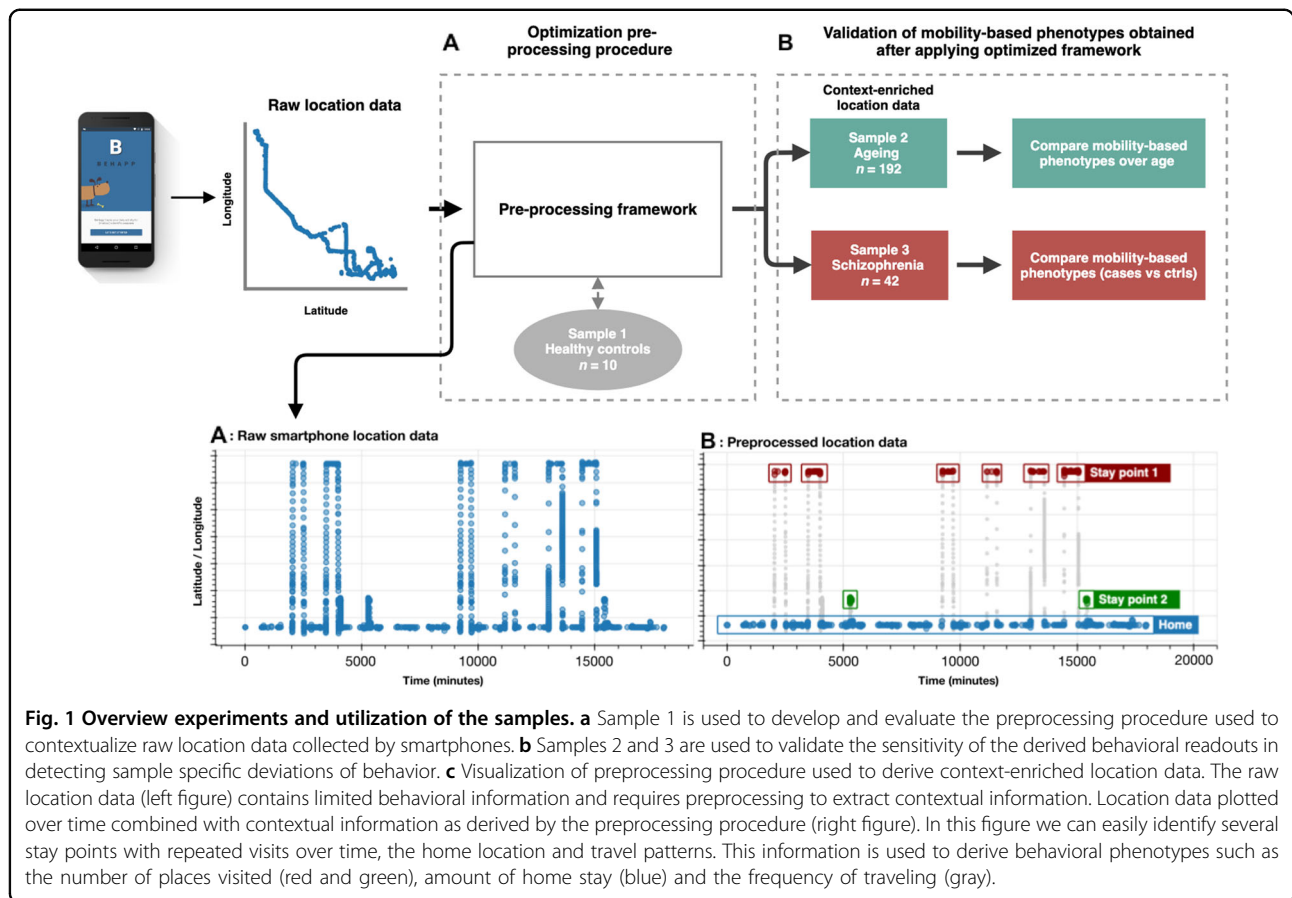 A
Optimization pre-
processing procedure
B
Validation of mobility-based phenotypes obtained
after applying optimized framework
Raw location data
Longitude
Latitude
B
BEHAPP
Pre-processing framework
Sample 1
Healthy controls
n = 10
Context-enriched
location data
Sample 2
Ageing
n = 192
Compare mobility-based
phenotypes over age
Sample 3
Schizophrenia
n = 42
Compare mobility-based
phenotypes (cases vs ctrls)
A : Raw smartphone location data
Latitude / Longitude
0 5000 10000 15000
Time (minutes)
B : Preprocessed location data
Stay point 1
Stay point 2
Home
0 5000 10000 15000 20000
Time (minutes)
Fig. 1 Overview experiments and utilization of the samples. a Sample 1 is used to develop and evaluate the preprocessing procedure used to
contextualize raw location data collected by smartphones. b Samples 2 and 3 are used to validate the sensitivity of the derived behavioral readouts in
detecting sample specific deviations of behavior. c Visualization of preprocessing procedure used to derive context-enriched location data. The raw
location data (left figure) contains limited behavioral information and requires preprocessing to extract contextual information. Location data plotted
over time combined with contextual information as derived by the preprocessing procedure (right figure). In this figure we can easily identify several
stay points with repeated visits over time, the home location and travel patterns. This information is used to derive behavioral phenotypes such as
the number of places visited (red and green), amount of home stay (blue) and the frequency of traveling (gray).